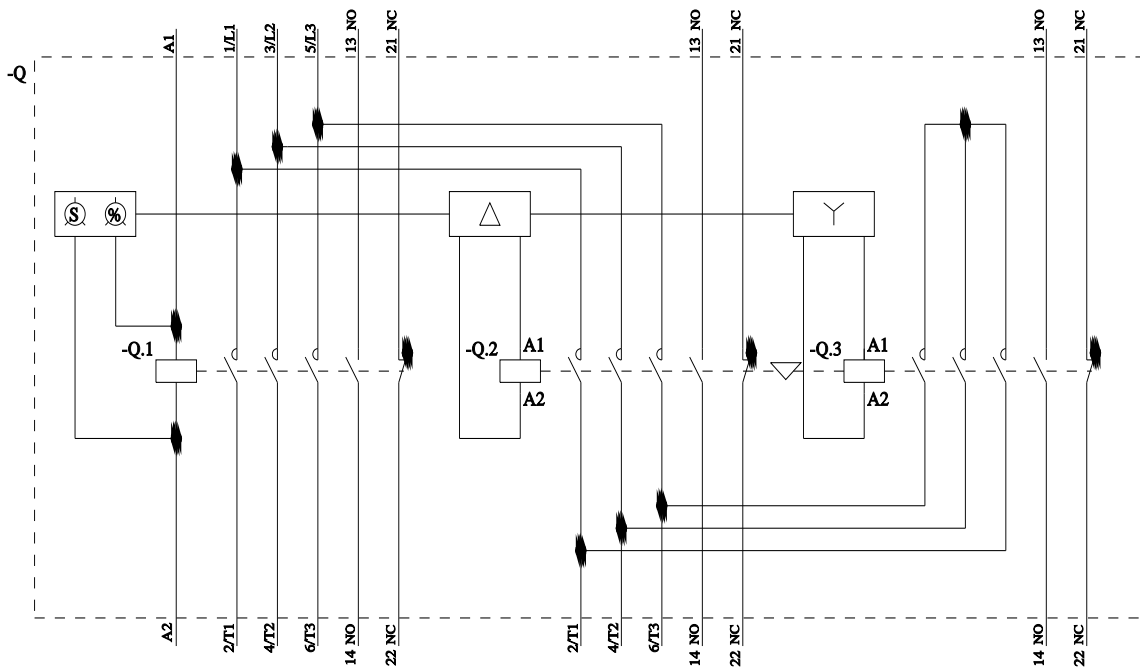 A1
1/L1
3/L2
5/L3
13 NO
21 NC
13 NO
21 NC
13 NO
21 NC
-Q
S
%
-Q.1
-Q.2
A1
A2
-Q.3
A1
A2
A2
2/T1
4/T2
6/T3
14 NO
22 NC
2/T1
4/T2
6/T3
14 NO
22 NC
14 NO
22 NC